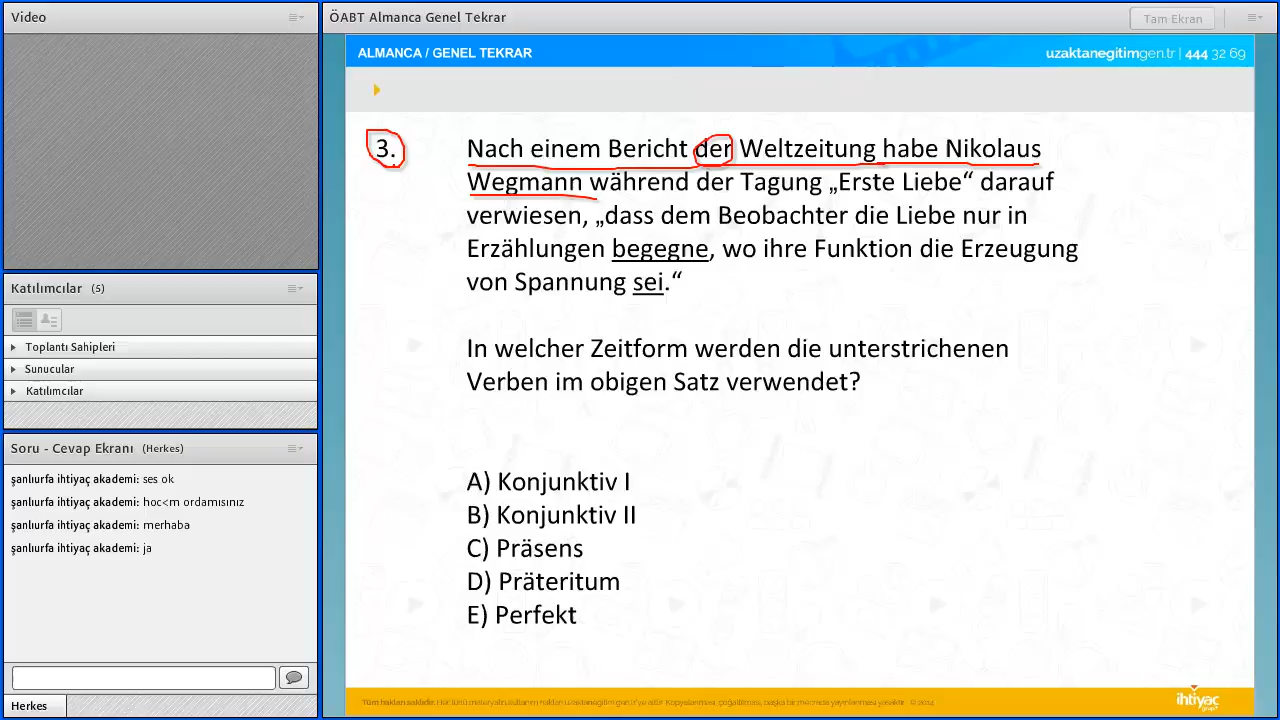 Video
ÖABT Almanca Genel Tekrar
Tam Ekran
ALMANCA / GENEL TEKRAR
uzaktanegitimgen.tr | 444 32 69
3.
Nach einem Bericht der Weltzeitung habe Nikolaus
Wegmann während der Tagung „Erste Liebe“ darauf
verwiesen, „dass dem Beobachter die Liebe nur in
Erzählungen begegne, wo ihre Funktion die Erzeugung
von Spannung sei.“
In welcher Zeitform werden die unterstrichenen
Verben im obigen Satz verwendet?
A) Konjunktiv I
B) Konjunktiv II
C) Präsens
D) Präteritum
E) Perfekt
Katılımcılar (5)
Toplantı Sahipleri
Sunucular
Katılımcılar
Soru - Cevap Ekranı (Herkes)
şanlıurfa ihtiyaç akademi: ses ok
şanlıurfa ihtiyaç akademi: hoc<m ordamısınız
şanlıurfa ihtiyaç akademi: merhaba
şanlıurfa ihtiyaç akademi: ja
Herkes
Tüm hakları saklıdır.
© 2014
ihtiyaç